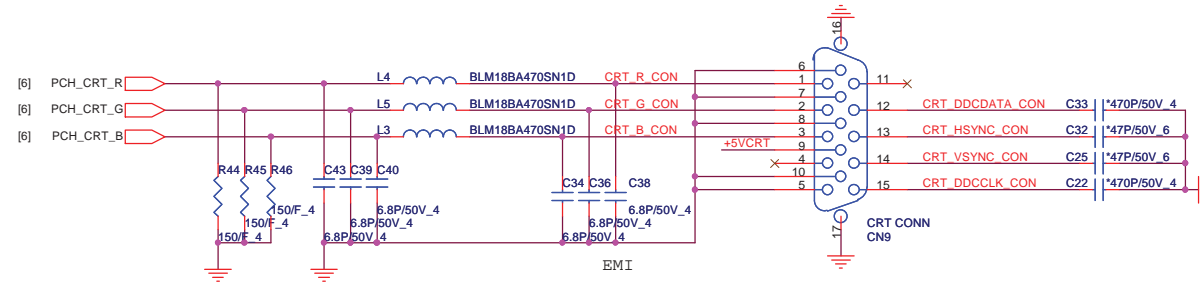 16
[6] PCH_CRT_R L4 BLM18BA470SN1D CRT_R_CON 6 1 11
7
[6] PCH_CRT_G L5 BLM18BA470SN1D CRT_G_CON 2 12 CRT_DDCDATA_CON C33 *470P/50V_4
8
[6] PCH_CRT_B L3 BLM18BA470SN1D CRT_B_CON 3 13 CRT_HSYNC_CON C32 *47P/50V_6
+5VCRT 9
4 14 CRT_VSYNC_CON C25 *47P/50V_6
10
R44 R45 R46 C43 C39 C40 C34 C36 C38 5 15 CRT_DDCCLK_CON C22 *470P/50V_4
150/F_4 6.8P/50V_4 6.8P/50V_4
150/F_4 6.8P/50V_4 6.8P/50V_4 17 CRT CONN
150/F_4 6.8P/50V_4 6.8P/50V_4 CN9
EMI